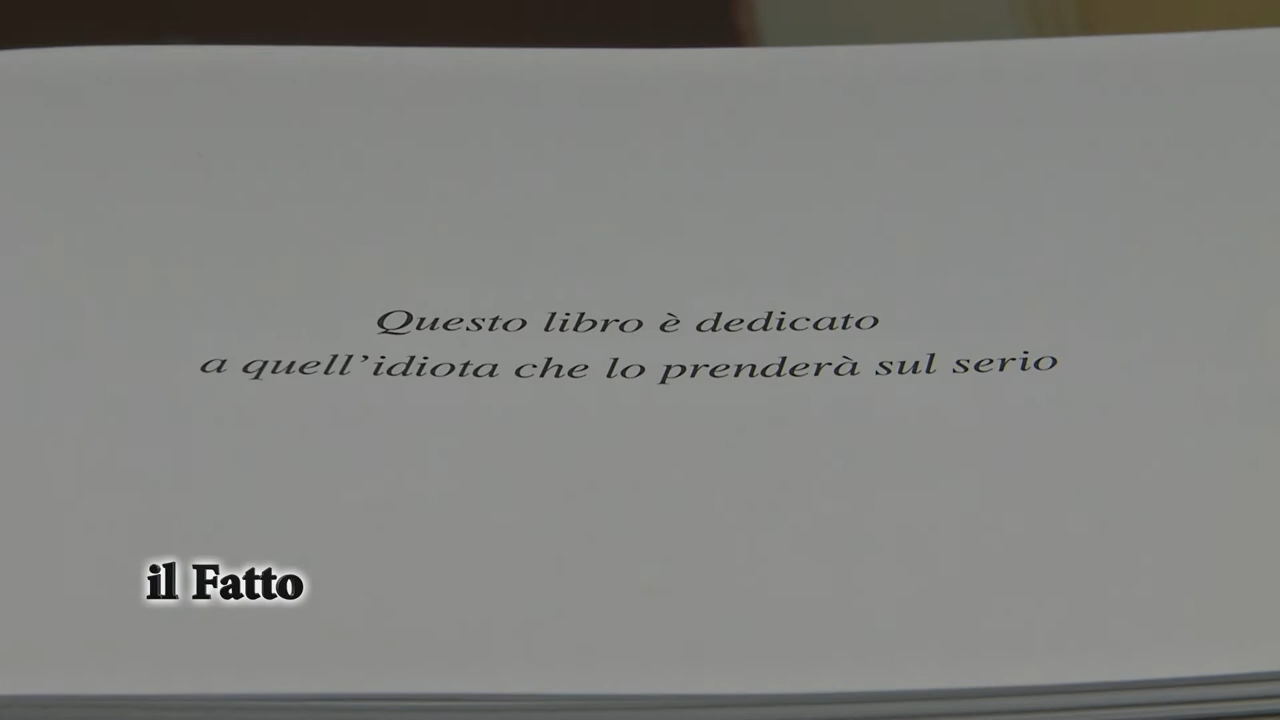 Questo libro è dedicato
a quell'idiota che lo prenderà sul serio
il Fatto